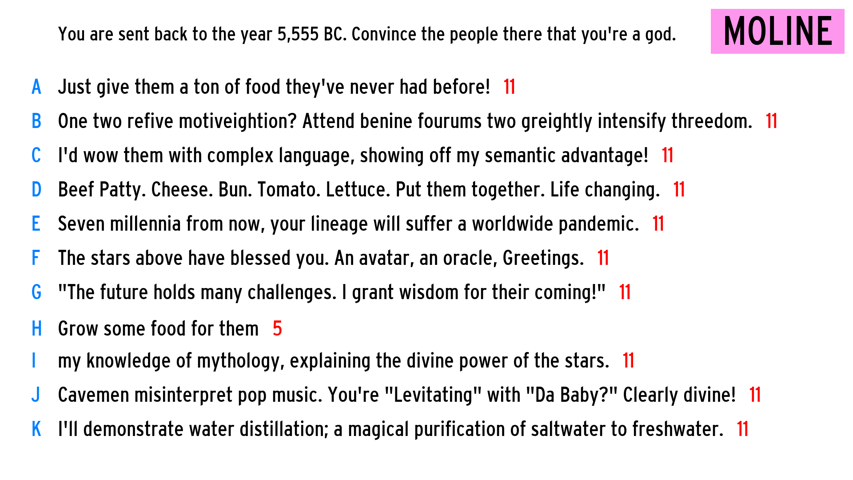 You are sent back to the year 5,555 BC. Convince the people there that you're a god.
MOLINE
A Just give them a ton of food they've never had before! 11
B One two refive motiveightion? Attend benine fourums two greightly intensify threedom. 11
C I'd wow them with complex language, showing off my semantic advantage! 11
D Beef Patty. Cheese. Bun. Tomato. Lettuce. Put them together. Life changing. 11
E Seven millennia from now, your lineage will suffer a worldwide pandemic. 11
F The stars above have blessed you. An avatar, an oracle, Greetings. 11
G "The future holds many challenges. I grant wisdom for their coming!" 11
H Grow some food for them 5
I my knowledge of mythology, explaining the divine power of the stars. 11
J Cavemen misinterpret pop music. You're "Levitating" with "Da Baby?" Clearly divine! 11
K I'll demonstrate water distillation; a magical purification of saltwater to freshwater. 11